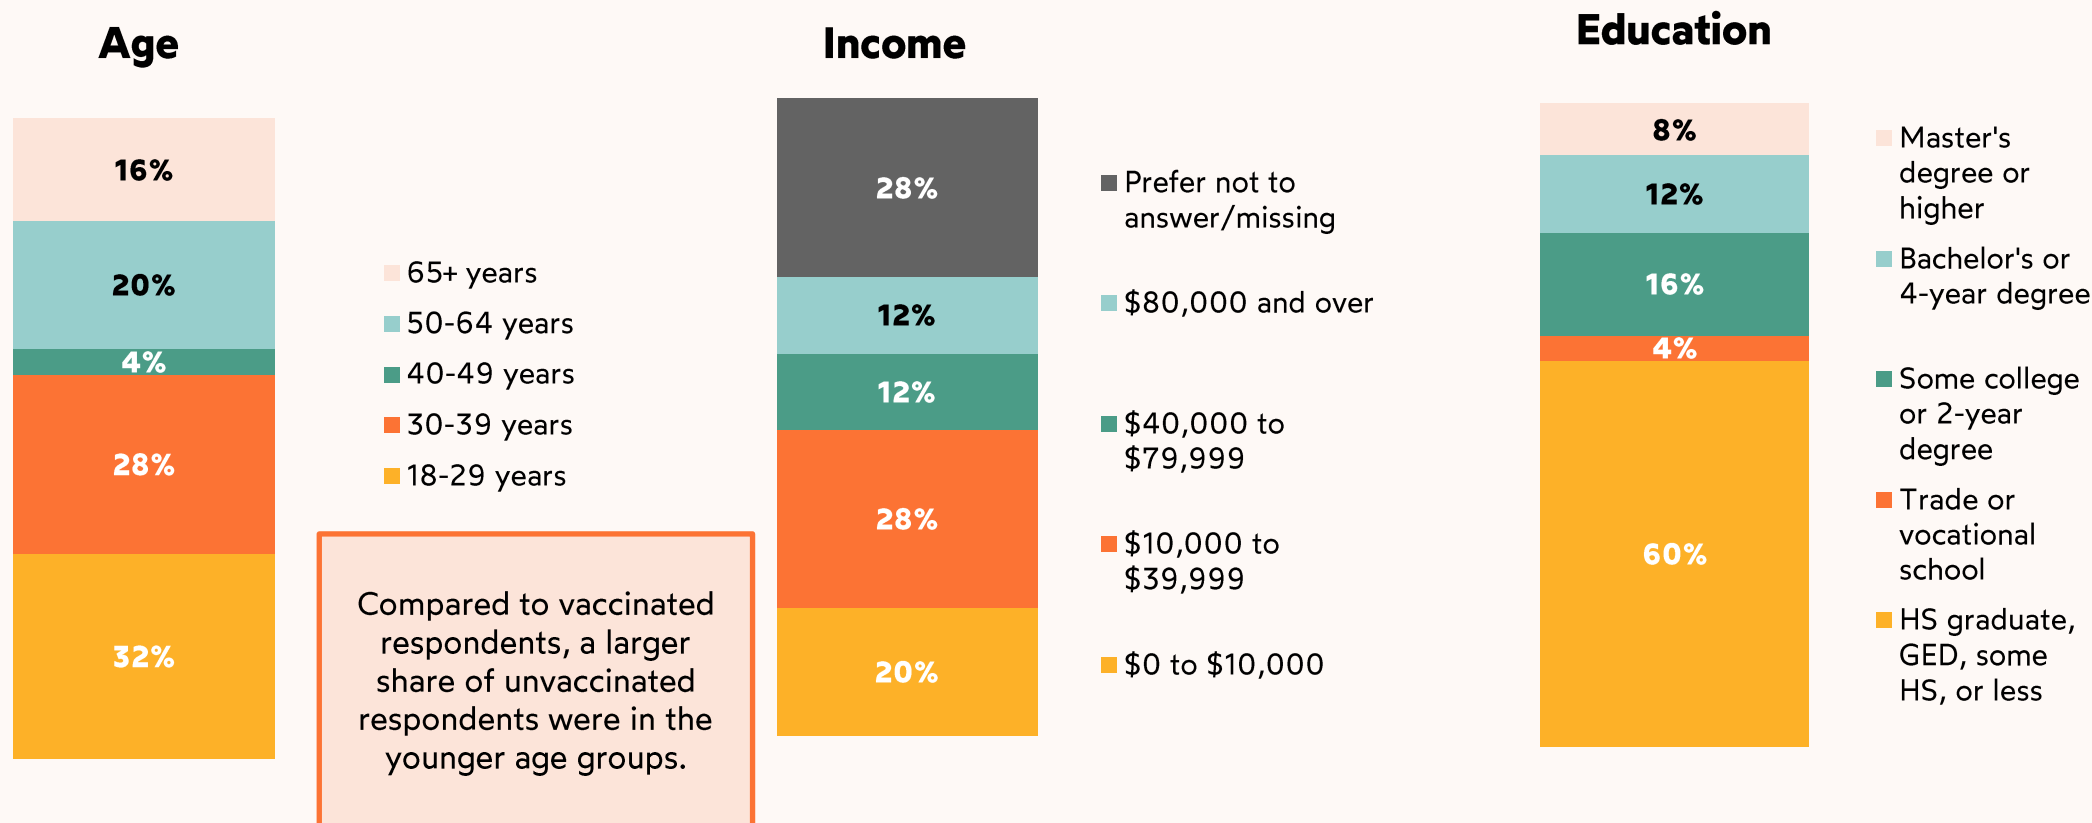 Age
16%
20%
4%
28%
32%
65+ years
50-64 years
40-49 years
30-39 years
18-29 years
Compared to vaccinated
respondents, a larger
share of unvaccinated
respondents were in the
younger age groups.
Income
28%
12%
12%
28%
20%
Prefer not to
answer/missing
$80,000 and over
$40,000 to
$79,999
$10,000 to
$39,999
$0 to $10,000
Education
8%
12%
16%
4%
60%
Master's
degree or
higher
Bachelor's or
4-year degree
Some college
or 2-year
degree
Trade or
vocational
school
HS graduate,
GED, some
HS, or less